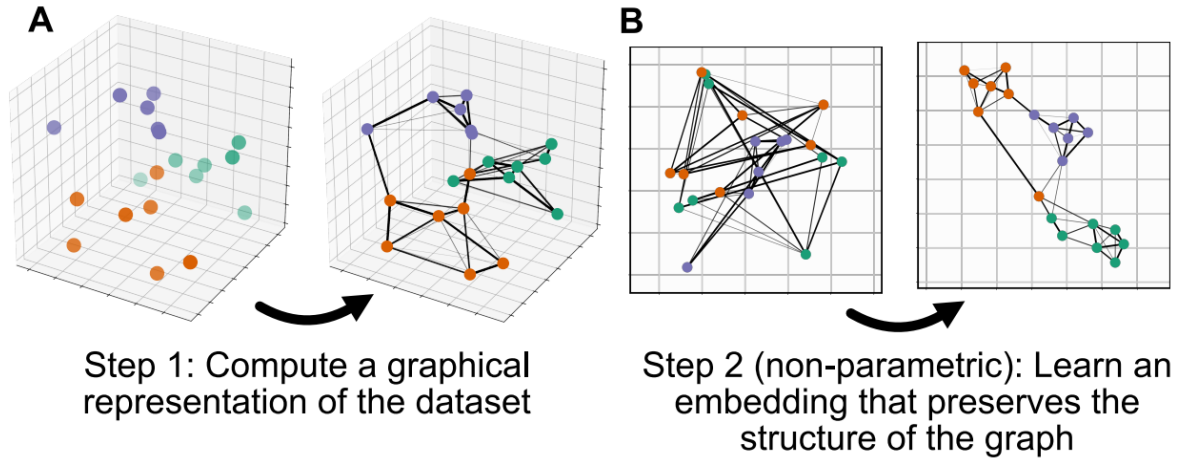 A
B
Step 1: Compute a graphical
representation of the dataset
Step 2 (non-parametric): Learn an
embedding that preserves the
structure of the graph